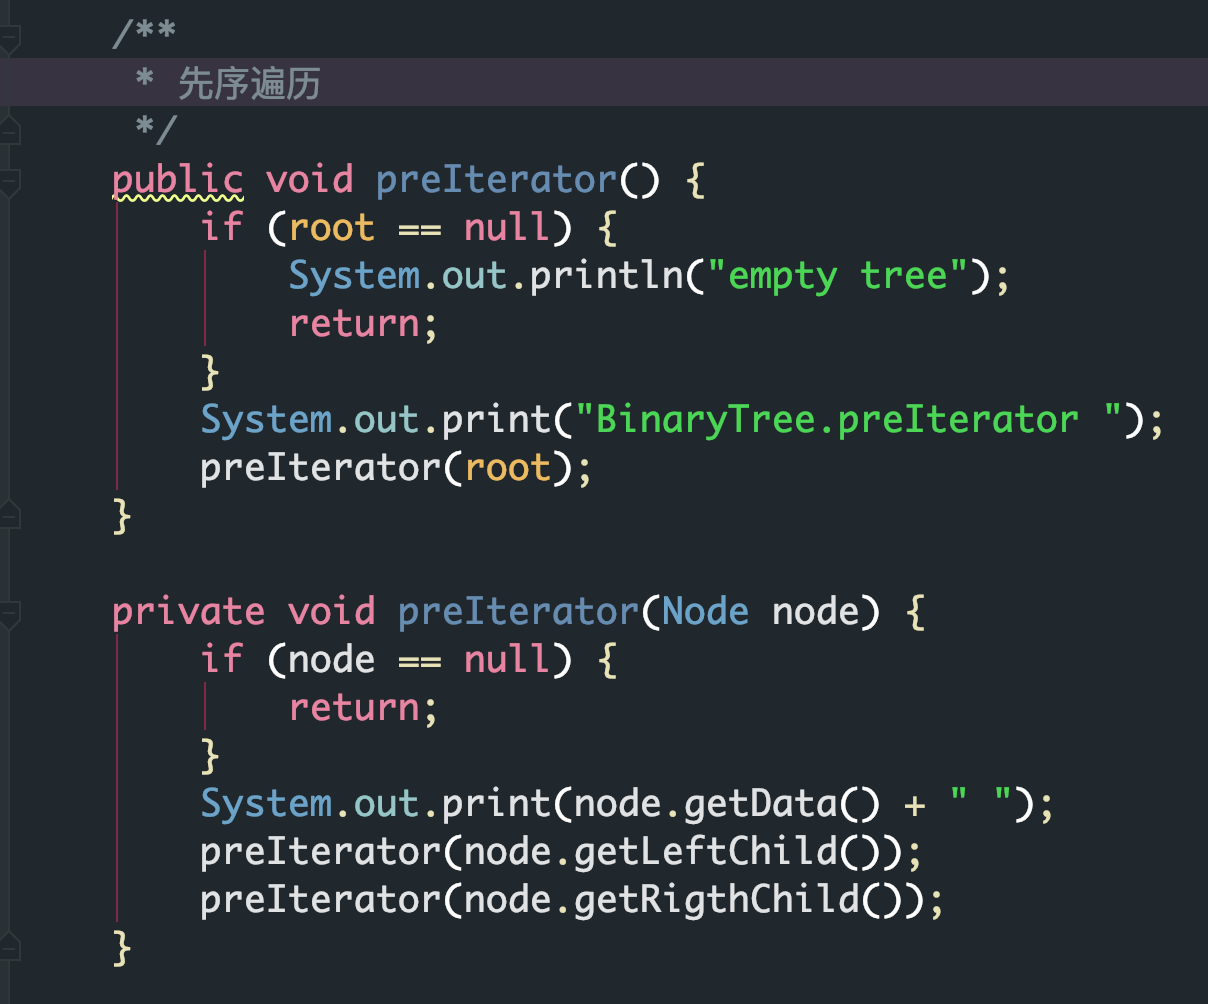 /**
* 先序遍历
*/
public void preIterator() {
if (root == null) {
System.out.println("empty tree");
return;
}
System.out.print("BinaryTree.preIterator ");
preIterator(root);
}
private void preIterator(Node node) {
if (node == null) {
return;
}
System.out.print(node.getData() + " ");
preIterator(node.getLeftChild());
preIterator(node.getRigthChild());
}